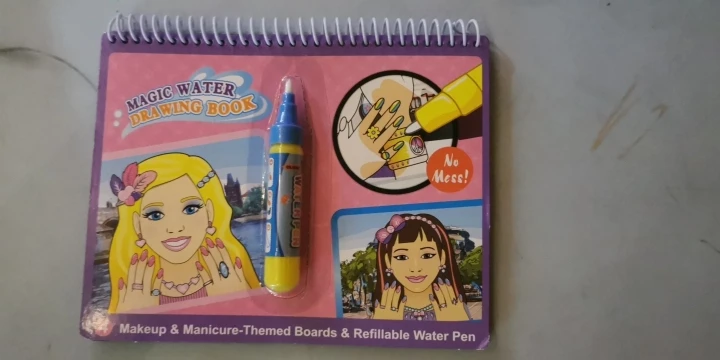 MAGIC WATER
DRAWING BOOK
No
Mess!
Makeup & Manicure-Themed Boards & Refillable Water Pen